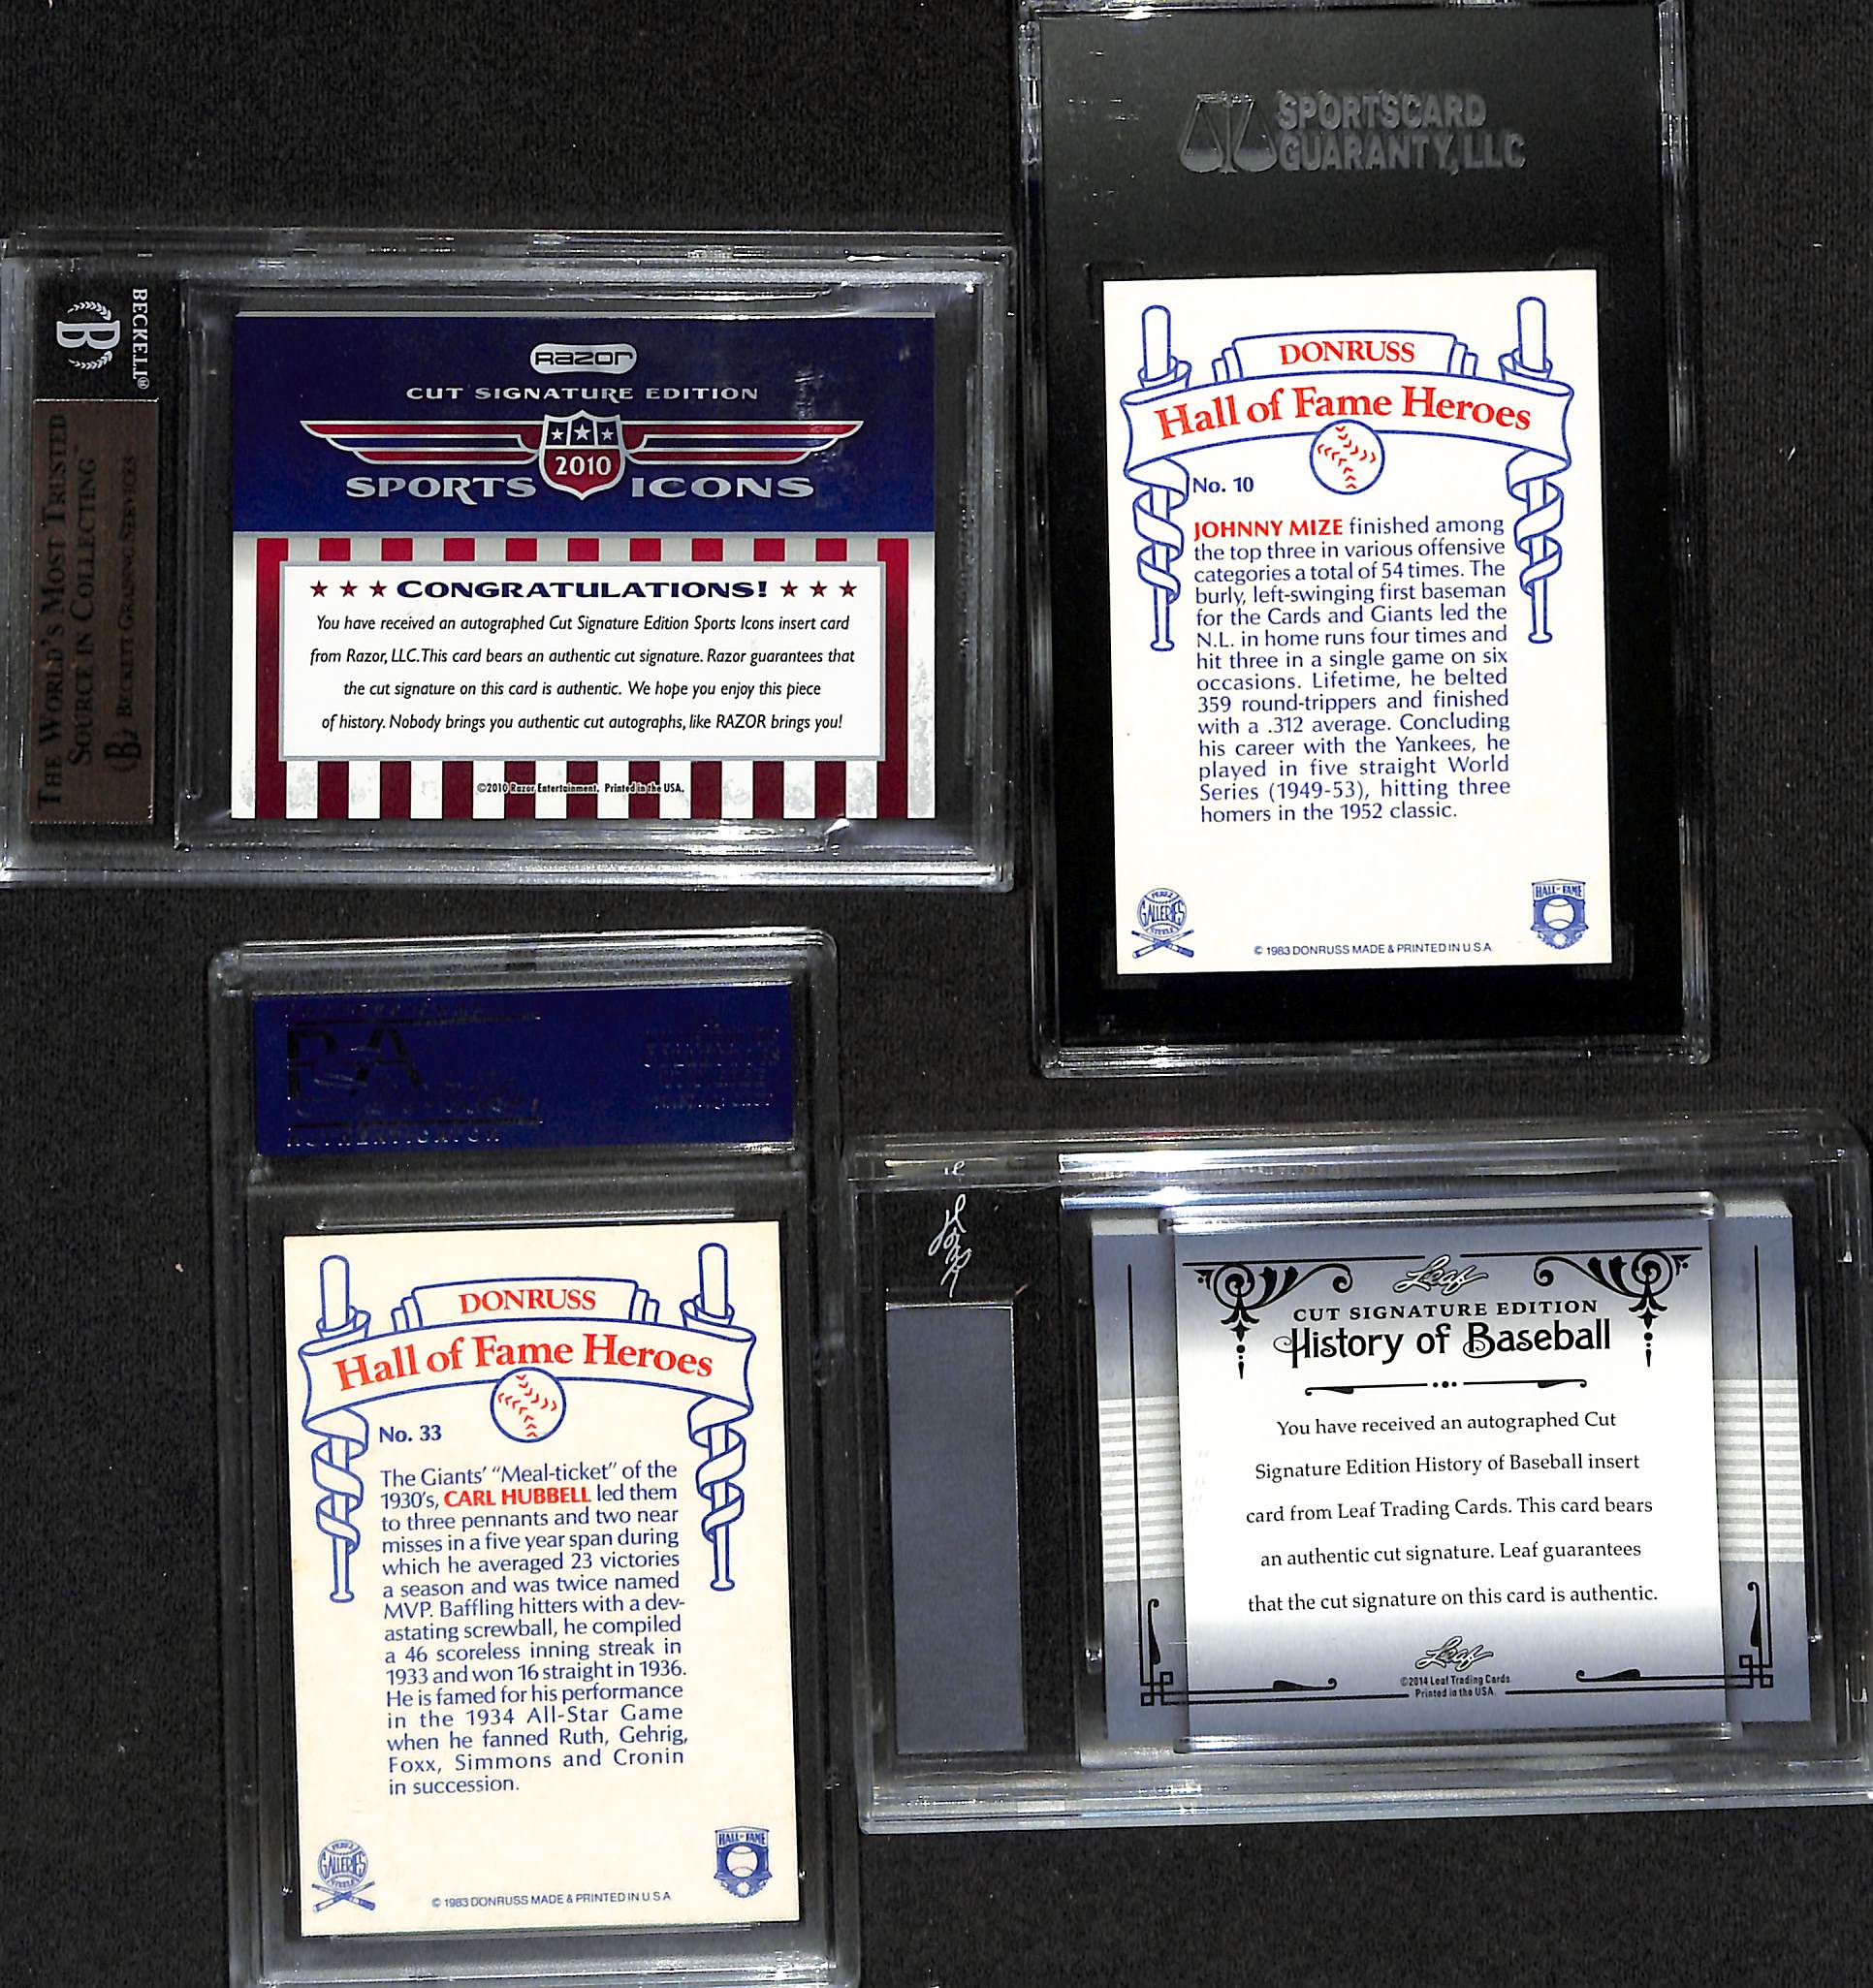 BECKETT®
B
THE WORLD'S MOST TRUSTED
SOURCE IN COLLECTING™
BECKETT GRADING SERVICES
RAZOR
CUT SIGNATURE EDITION
2010
SPORTS ICONS
CONGRATULATIONS!
You have received an autographed Cut Signature Edition Sports Icons insert card
from Razor, LLC.This card bears an authentic cut signature. Razor guarantees that
the cut signature on this card is authentic. We hope you enjoy this piece
of history. Nobody brings you authentic cut autographs, like RAZOR brings you!
©2010 Razor Entertainment. Printed in the USA.
SPORTSCARD
GUARANTY, LLC
DONRUSS
Hall of Fame Heroes
No. 10
JOHNNY MIZE finished among
the top three in various offensive
categories a total of 54 times. The
burly, left-swinging first baseman
for the Cards and Giants led the
N.L. in home runs four times and
hit three in a single game on six
occasions. Lifetime, he belted
359 round-trippers and finished
with a .312 average. Concluding
his career with the Yankees, he
played in five straight World
Series (1949-53), hitting three
homers in the 1952 classic.
PEREZ
GALLERIES
STEELE
HALL OF FAME
© 1983 DONRUSS MADE & PRINTED IN U.S.A.
PSA
DONRUSS
Hall of Fame Heroes
No. 33
The Giants' "Meal-ticket" of the
1930's, CARL HUBBELL led them
to three pennants and two near
misses in a five year span during
which he averaged 23 victories
a season and was twice named
MVP. Baffling hitters with a dev-
astating screwball, he compiled
a 46 scoreless inning streak in
1933 and won 16 straight in 1936.
He is famed for his performance
in the 1934 All-Star Game
when he fanned Ruth, Gehrig,
Foxx, Simmons and Cronin
in succession.
PEREZ
GALLERIES
STEELE
HALL OF FAME
© 1983 DONRUSS MADE & PRINTED IN U.S.A
Leaf
Leaf
CUT SIGNATURE EDITION
History of Baseball
You have received an autographed Cut
Signature Edition History of Baseball insert
card from Leaf Trading Cards. This card bears
an authentic cut signature. Leaf guarantees
that the cut signature on this card is authentic.
Leaf
©2014 Leaf Trading Cards
Printed in the USA